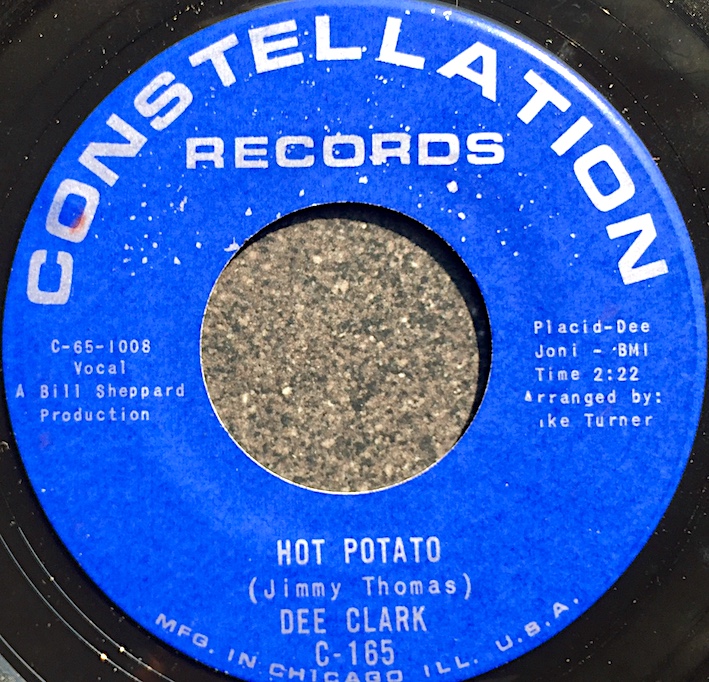 CONSTELLATION
RECORDS
C-65-1008
Vocal
A Bill Sheppard
Production
Placid-Dee
Joni - BMI
Time 2:22
Arranged by:
Ike Turner
HOT POTATO
(Jimmy Thomas)
DEE CLARK
C-165
MFG. IN CHICAGO ILL. U.S.A.